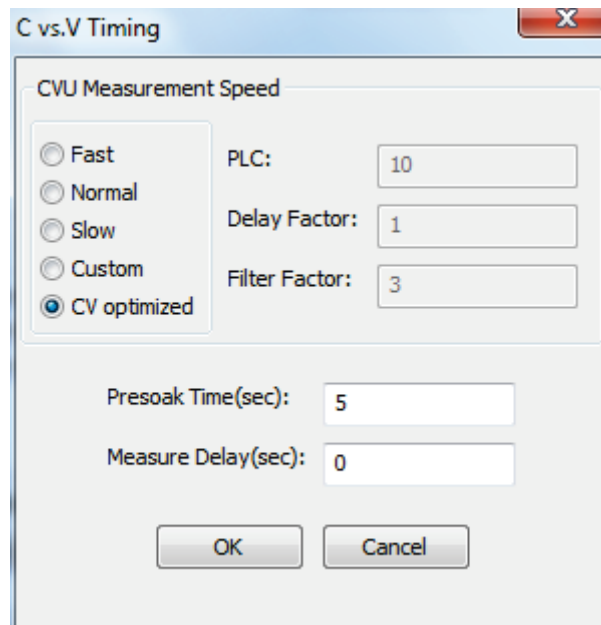 C vs.V Timing
CVU Measurement Speed
Fast
Normal
Slow
Custom
CV optimized
PLC:
10
Delay Factor:
1
Filter Factor:
3
Presoak Time(sec):
5
Measure Delay(sec):
0
OK
Cancel